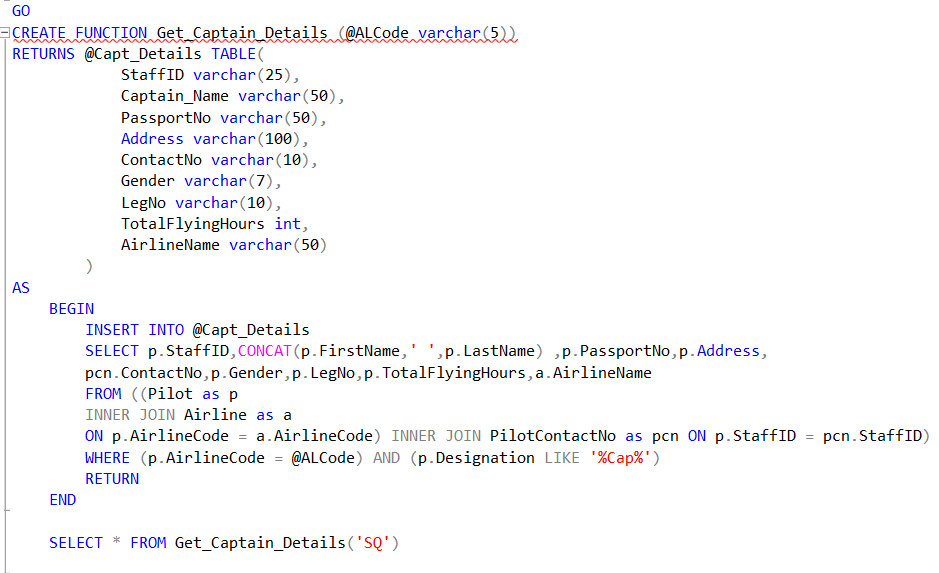 GO
CREATE FUNCTION Get_Captain_Details (@ALCode varchar(5))
RETURNS @Capt_Details TABLE(
StaffID varchar(25),
Captain_Name varchar(50),
PassportNo varchar(50),
Address varchar(100),
ContactNo varchar(10),
Gender varchar(7),
LegNo varchar(10),
TotalFlyingHours int,
AirlineName varchar(50)
)
AS
BEGIN
INSERT INTO @Capt_Details
SELECT p.StaffID,CONCAT(p.FirstName,' ',p.LastName) ,p.PassportNo,p.Address,
pcn.ContactNo,p.Gender,p.LegNo,p.TotalFlyingHours,a.AirlineName
FROM ((Pilot as p
INNER JOIN Airline as a
ON p.AirlineCode = a.AirlineCode) INNER JOIN PilotContactNo as pcn ON p.StaffID = pcn.StaffID)
WHERE (p.AirlineCode = @ALCode) AND (p.Designation LIKE '%Cap%')
RETURN
END
SELECT * FROM Get_Captain_Details('SQ')